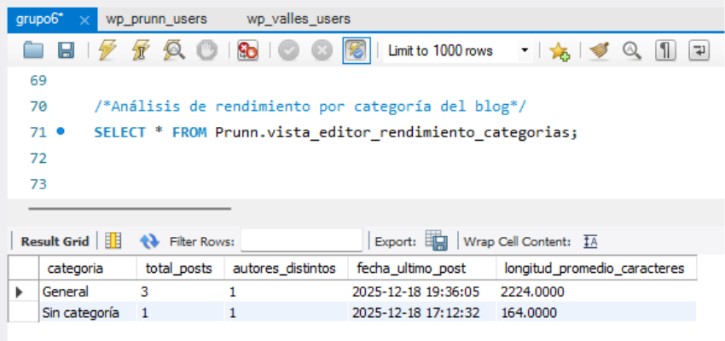 grupo6* × wp_prunn_users wp_valles_users
Limit to 1000 rows
69
70 /*Análisis de rendimiento por categoría del blog*/
71 SELECT * FROM Prunn.vista_editor_rendimiento_categorias;
72
73
Result Grid Filter Rows: Export: Wrap Cell Content: IA
categoria total_posts autores_distintos fecha_ultimo_post longitud_promedio_caracteres
General 3 1 2025-12-18 19:36:05 2224.0000
Sin categoría 1 1 2025-12-18 17:12:32 164.0000